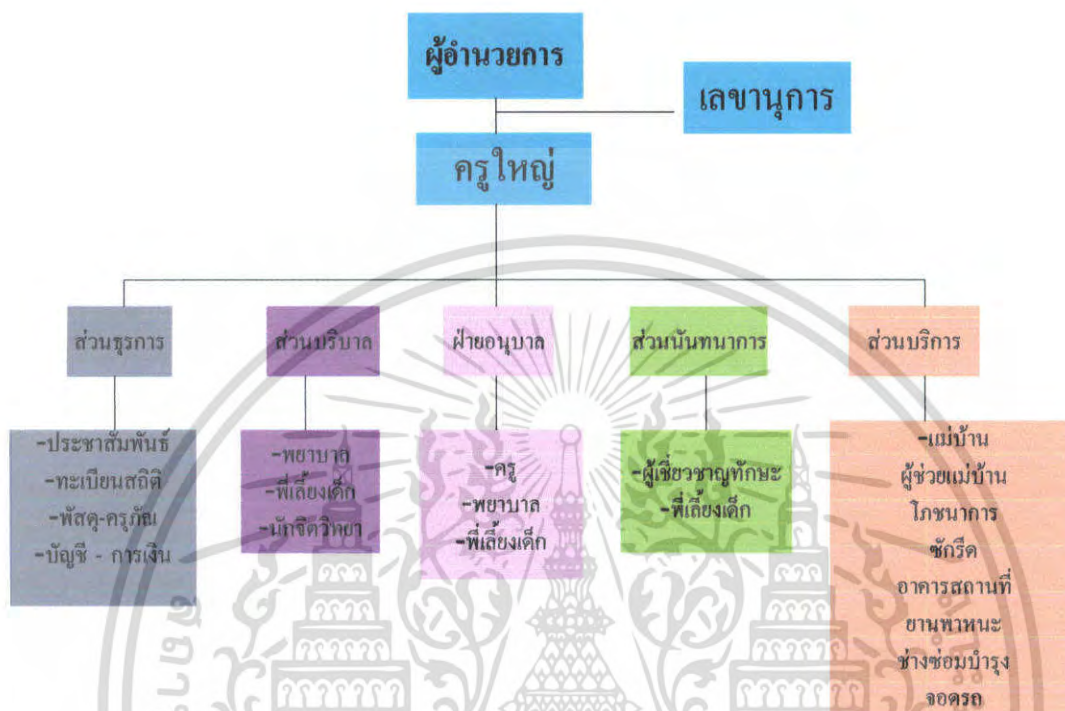 ผู้อำนวยการ
เลขานุการ
ครูใหญ่
ส่วนธุรการ
ส่วนบริบาล
ฝ่ายอนุบาล
ส่วมนันทนาการ
ส่วนบริการ
-ประชาสัมพันธ์
-ทะเบียนสถิติ
-พัสดุ-ครุภัณ
-บัญชี - การเงิน
-พยาบาล
-พี่เลี้ยงเด็ก
-นักจิตวิทยา
-ครู
-พยาบาล
-พี่เลี้ยงเด็ก
-ผู้เชี่ยวชาญทักษะ
-พี่เลี้ยงเด็ก
-แม่บ้าน
ผู้ช่วยแม่บ้าน
โภชนาการ
ซักรีด
อาคารสถานที่
ยานพาหนะ
ช่างซ่อมบำรุง
จอดรถ